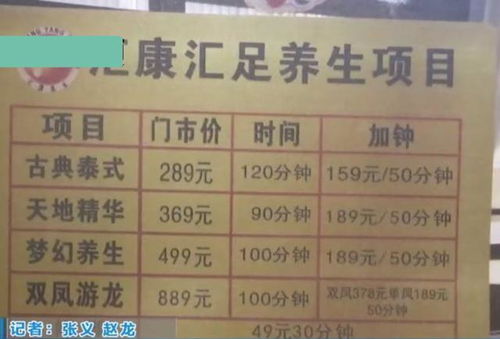 汇康汇足养生项目
项目 门市价 时间 加钟
古典泰式 289元 120分钟 159元/50分钟
天地精华 369元 90分钟 189元/50分钟
梦幻养生 499元 100分钟 189元/50分钟
双凤游龙 889元 100分钟 双凤378元单凤189元
50分钟
49元30分钟
记者：张义 赵龙